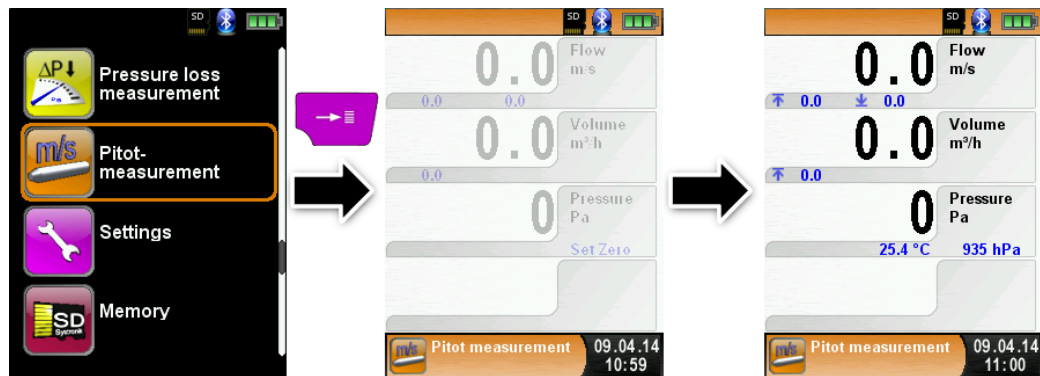 SD
ΔP↓
Pa
Pressure loss
measurement
m/s
Pitot-
measurement
Settings
SD
Systronik
Memory
SD
0.0 Flow
m/s
0.0 0.0
0.0 Volume
m³/h
0.0
0 Pressure
Pa
Set Zero
m/s Pitot measurement 09.04.14
10:59
SD
0.0 Flow
m/s
0.0 0.0
0.0 Volume
m³/h
0.0
0 Pressure
Pa
25.4 °C 935 hPa
m/s Pitot measurement 09.04.14
11:00